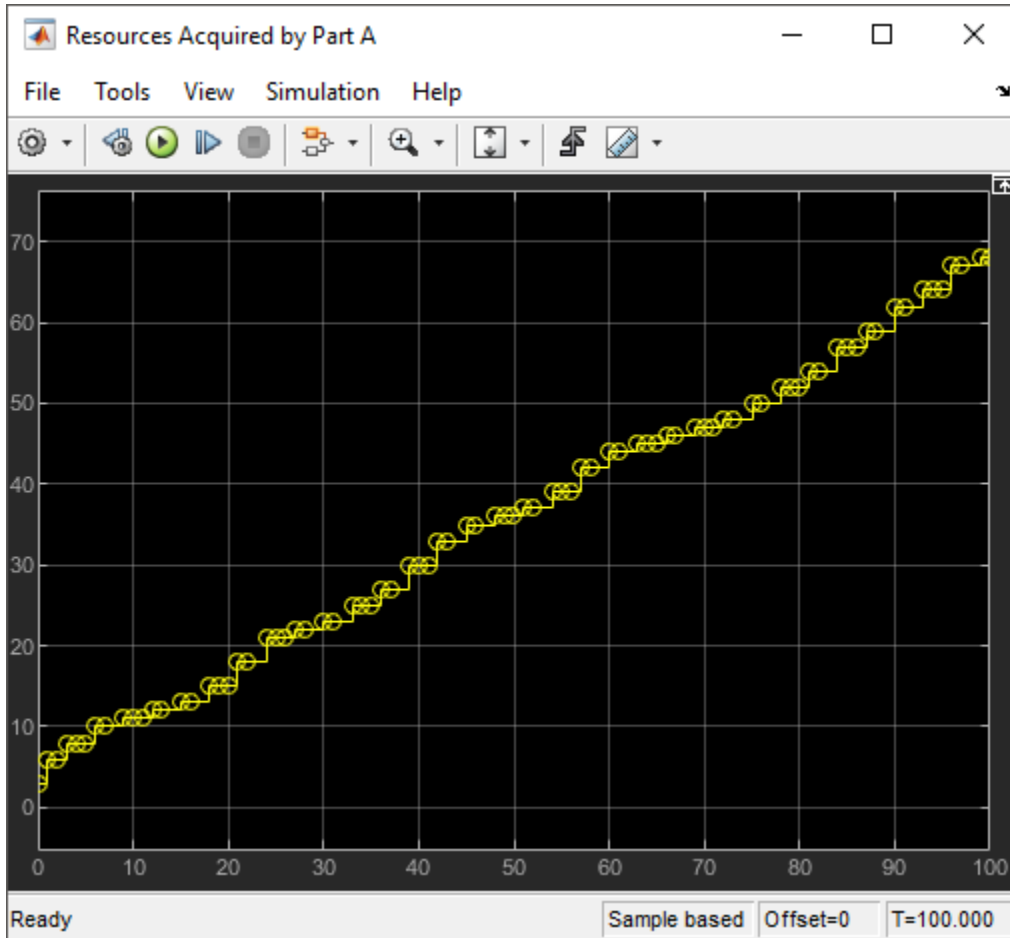 Resources Acquired by Part A
File Tools View Simulation Help
70
60
50
40
30
20
10
0
0 10 20 30 40 50 60 70 80 90 100
Ready Sample based Offset=0 T=100.000